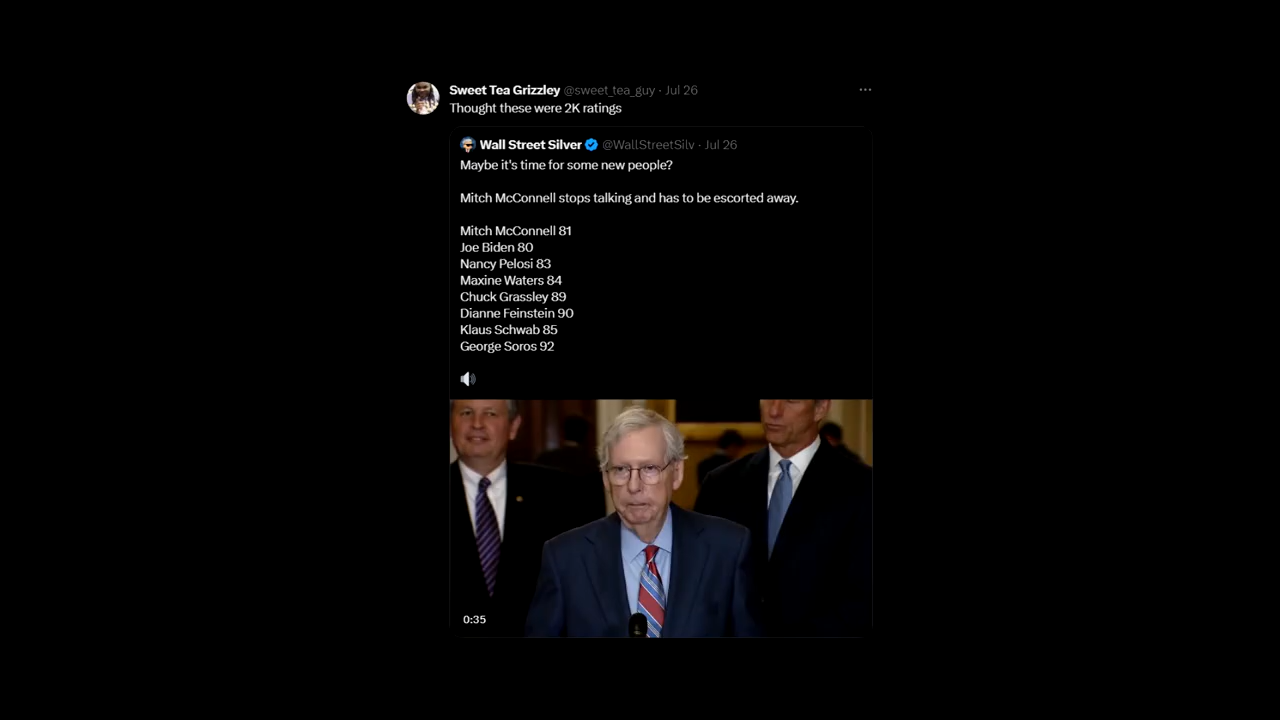 Sweet Tea Grizzley @sweet_tea_guy · Jul 26
Thought these were 2K ratings
Wall Street Silver @WallStreetSilv · Jul 26
Maybe it's time for some new people?
Mitch McConnell stops talking and has to be escorted away.
Mitch McConnell 81
Joe Biden 80
Nancy Pelosi 83
Maxine Waters 84
Chuck Grassley 89
Dianne Feinstein 90
Klaus Schwab 85
George Soros 92
0:35